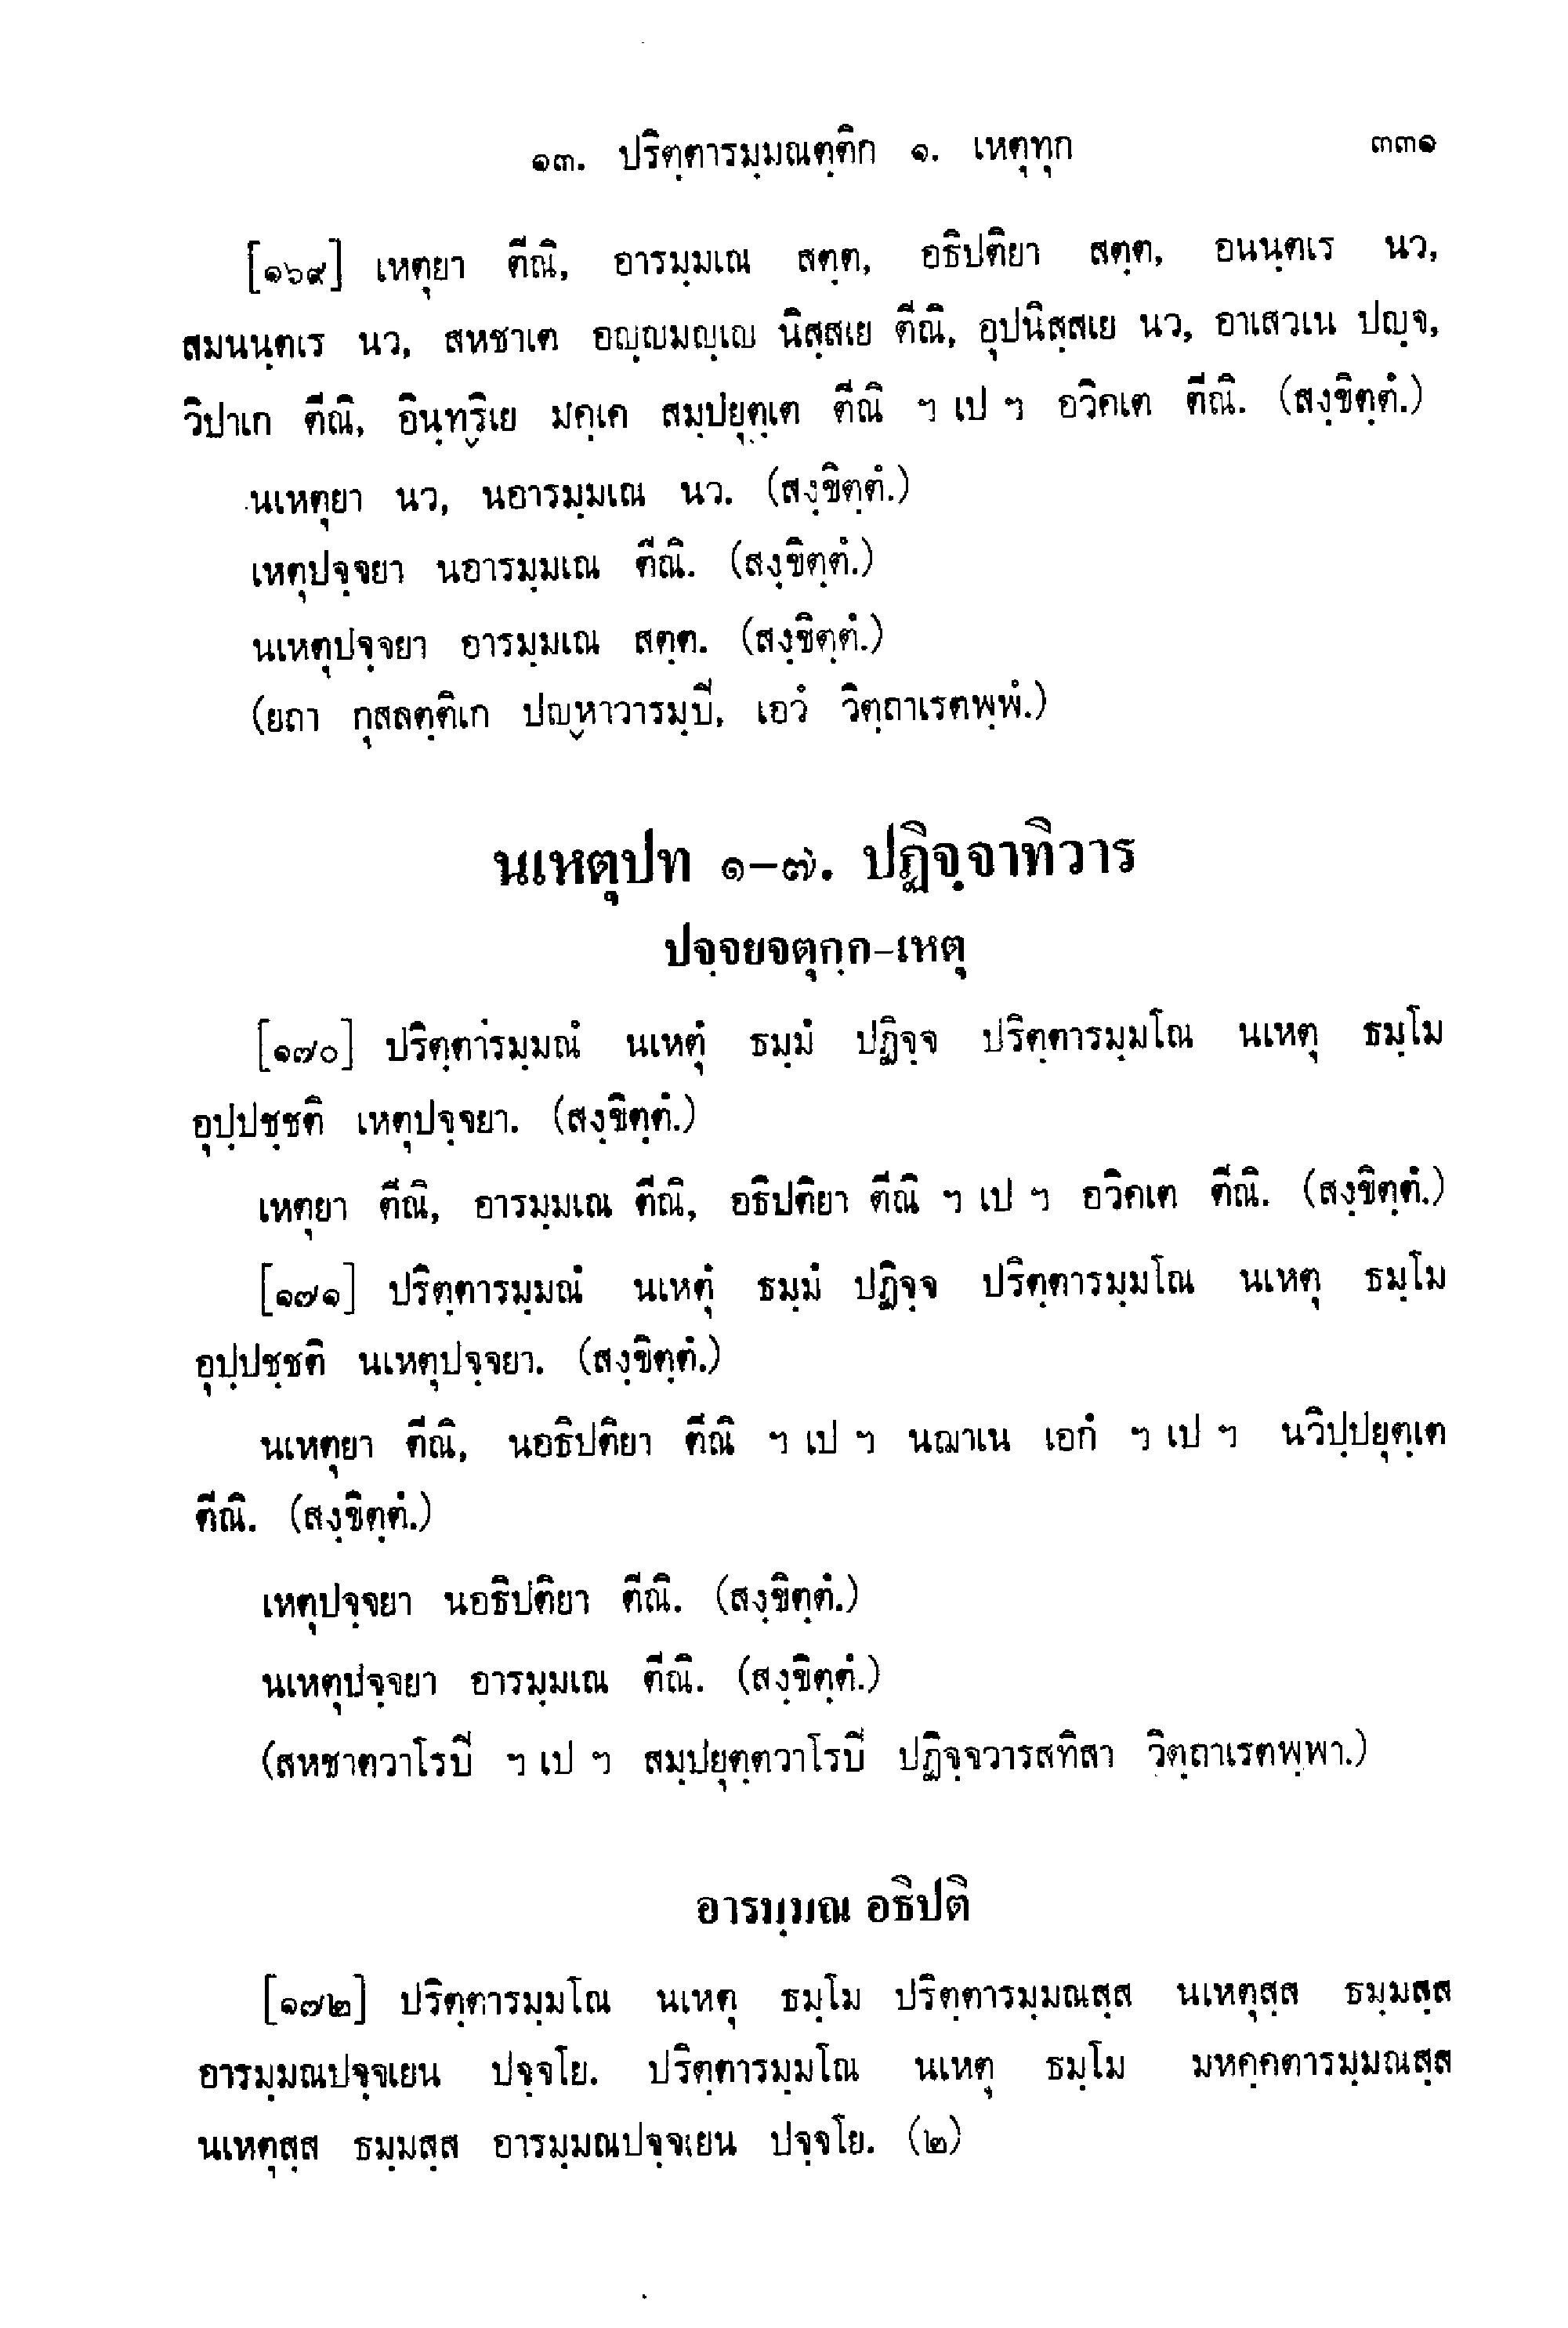 ๑๓. ปริตฺตารมฺมณตฺติก ๑. เหตุทุก ๓๓๑
[๑๖๙] เหตุยา ตีณิ, อารมฺมเณ สตฺต, อธิปติยา สตฺต, อนนฺตเร นว,
สมนนฺตเร นว, สหชาเต อญฺญมญฺเญ นิสฺสเย ตีณิ, อุปนิสฺสเย นว, อาเสวเน ปญฺจ,
วิปาเก ตีณิ, อินฺทฺริเย มคฺเค สมฺปยุตฺเต ตีณิ ฯ เป ฯ อวิคเต ตีณิ. (สงฺขิตฺตํ.)
นเหตุยา นว, นอารมฺมเณ นว. (สงฺขิตฺตํ.)
เหตุปจฺจยา นอารมฺมเณ ตีณิ. (สงฺขิตฺตํ.)
นเหตุปจฺจยา อารมฺมเณ สตฺต. (สงฺขิตฺตํ.)
(ยถา กุสลตฺติเก ปญฺหาวารมฺปี, เอวํ วิตฺถาเรตพฺพํ.)
นเหตุปท ๑-๗. ปฏิจฺจาทิวาร
ปจฺจยจตุกฺก-เหตุ
[๑๗๐] ปริตฺตารมฺมณํ นเหตุํ ธมฺมํ ปฏิจฺจ ปริตฺตารมฺมโณ นเหตุ ธมฺโม
อุปฺปชฺชติ เหตุปจฺจยา. (สงฺขิตฺตํ.)
เหตุยา ตีณิ, อารมฺมเณ ตีณิ, อธิปติยา ตีณิ ฯ เป ฯ อวิคเต ตีณิ. (สงฺขิตฺตํ.)
[๑๗๑] ปริตฺตารมฺมณํ นเหตุํ ธมฺมํ ปฏิจฺจ ปริตฺตารมฺมโณ นเหตุ ธมฺโม
อุปฺปชฺชติ นเหตุปจฺจยา. (สงฺขิตฺตํ.)
นเหตุยา ตีณิ, นอธิปติยา ตีณิ ฯ เป ฯ นฌาเน เอกํ ฯ เป ฯ นวิปฺปยุตฺเต
ตีณิ. (สงฺขิตฺตํ.)
เหตุปจฺจยา นอธิปติยา ตีณิ. (สงฺขิตฺตํ.)
นเหตุปจฺจยา อารมฺมเณ ตีณิ. (สงฺขิตฺตํ.)
(สหชาตวาโรปี ฯ เป ฯ สมฺปยุตฺตวาโรปี ปฏิจฺจวารสทิสา วิตฺถาเรตพฺพา.)
อารมฺมณ อธิปติ
[๑๗๒] ปริตฺตารมฺมโณ นเหตุ ธมฺโม ปริตฺตารมฺมณสฺส นเหตุสฺส ธมฺมสฺส
อารมฺมณปจฺจเยน ปจฺจโย. ปริตฺตารมฺมโณ นเหตุ ธมฺโม มหคฺคตารมฺมณสฺส
นเหตุสฺส ธมฺมสฺส อารมฺมณปจฺจเยน ปจฺจโย. (๒)